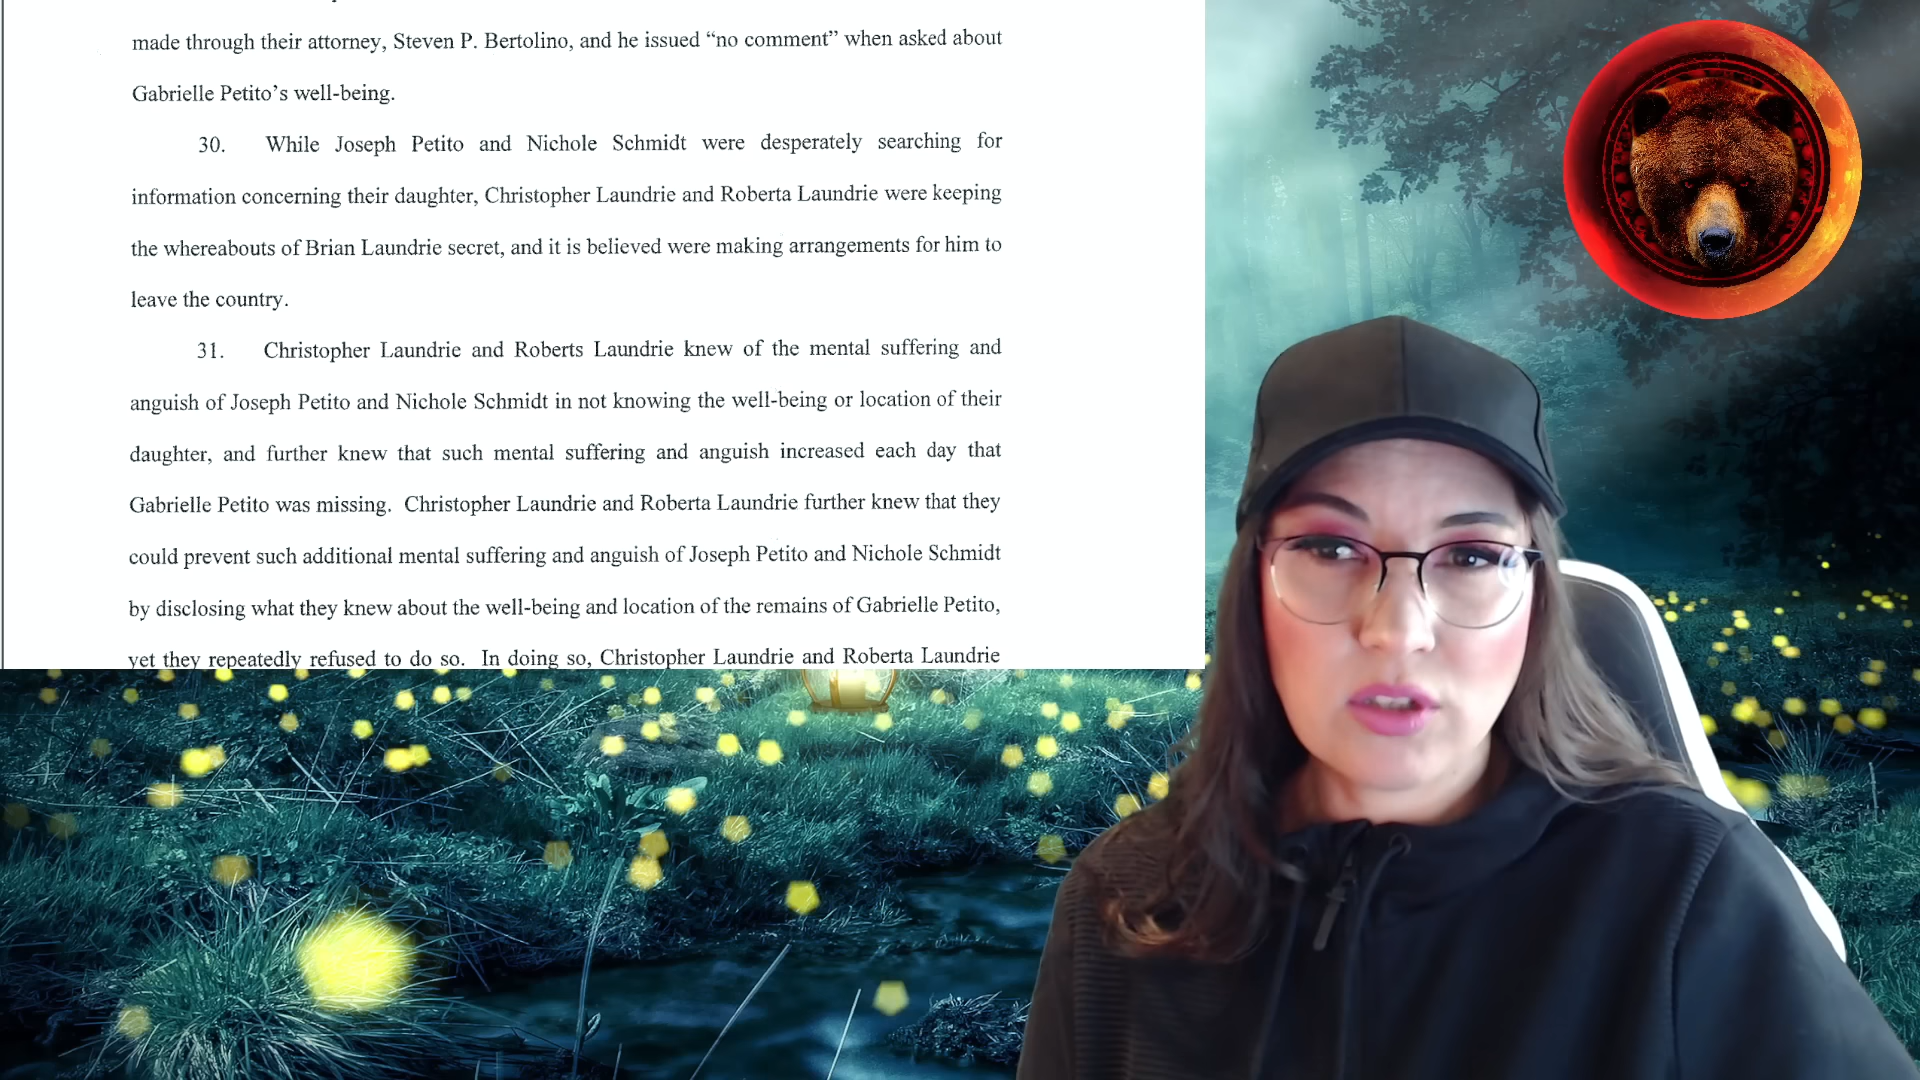 made through their attorney, Steven P. Bertolino, and he issued “no comment” when asked about
Gabrielle Petito’s well-being.
30. While Joseph Petito and Nichole Schmidt were desperately searching for
information concerning their daughter, Christopher Laundrie and Roberta Laundrie were keeping
the whereabouts of Brian Laundrie secret, and it is believed were making arrangements for him to
leave the country.
31. Christopher Laundrie and Roberts Laundrie knew of the mental suffering and
anguish of Joseph Petito and Nichole Schmidt in not knowing the well-being or location of their
daughter, and further knew that such mental suffering and anguish increased each day that
Gabrielle Petito was missing. Christopher Laundrie and Roberta Laundrie further knew that they
could prevent such additional mental suffering and anguish of Joseph Petito and Nichole Schmidt
by disclosing what they knew about the well-being and location of the remains of Gabrielle Petito,
yet they repeatedly refused to do so. In doing so, Christopher Laundrie and Roberta Laundrie